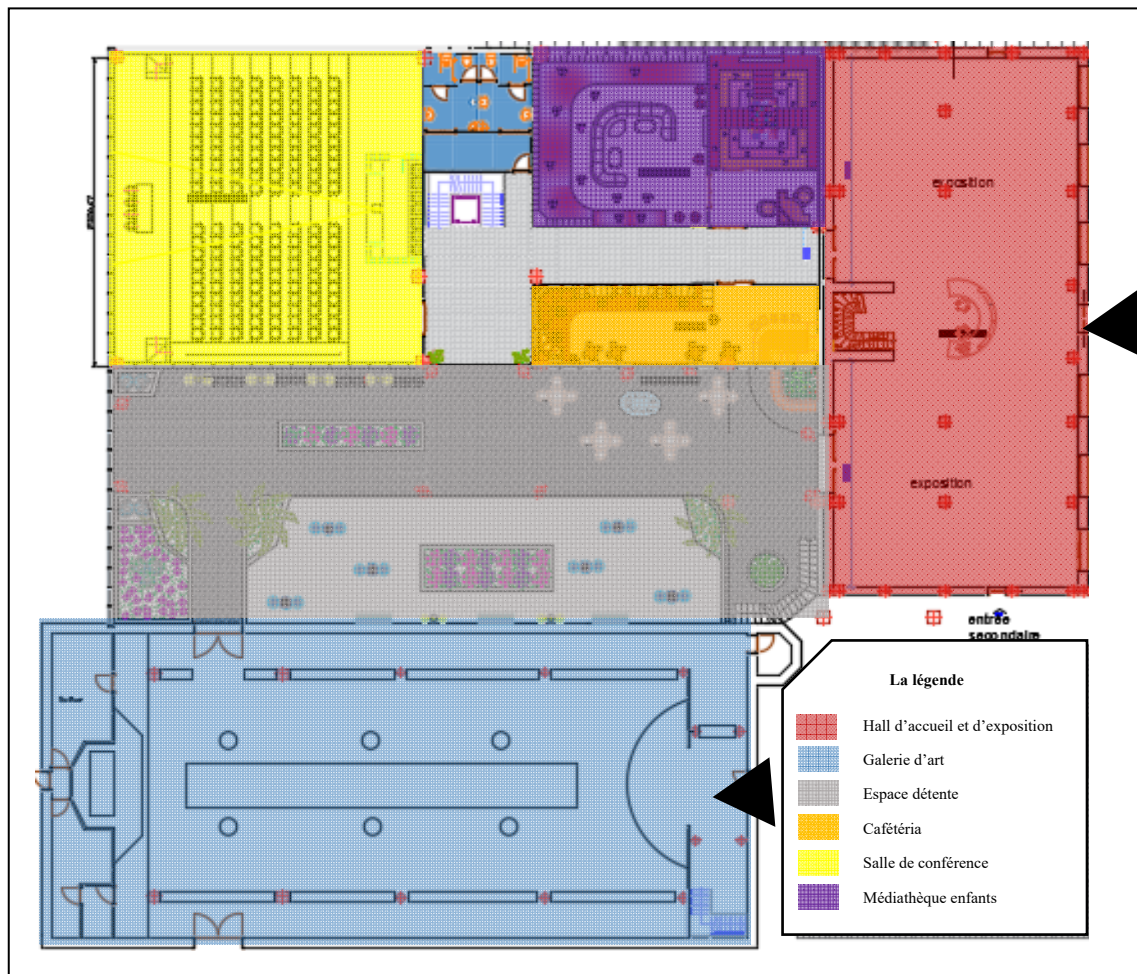 exposition
exposition
entrée
secondaire
La légende
Hall d'accueil et d'exposition
Galerie d'art
Espace détente
Cafétéria
Salle de conférence
Médiathèque enfants